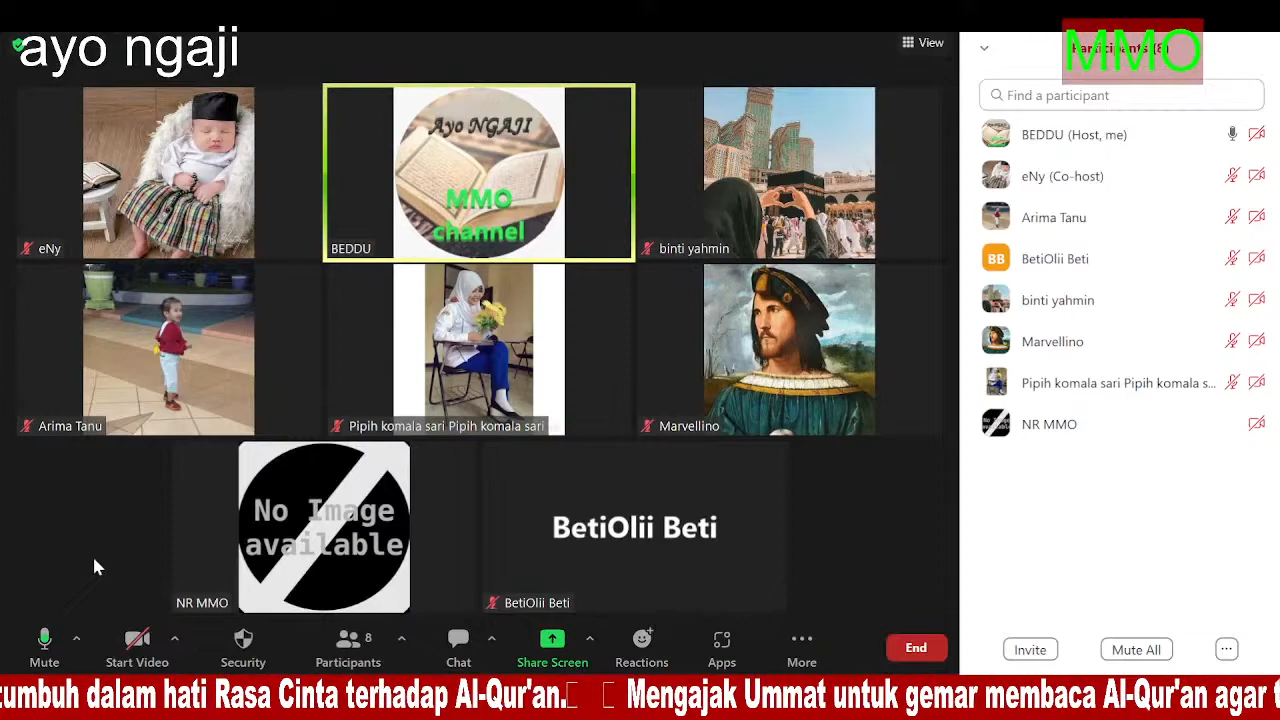 ayo ngaji
MMO
View
Participants (8)
Find a participant
Ayo NGAJI
MMO
channel
eNy
BEDDU
binti yahmin
Arima Tanu
Pipih komala sari Pipih komala sari
Marvellino
No Image
available
BetiOlii Beti
NR MMO
BetiOlii Beti
BEDDU (Host, me)
eNy (Co-host)
Arima Tanu
BB
BetiOlii Beti
binti yahmin
Marvellino
Pipih komala sari Pipih komala s...
NR MMO
Mute
Start Video
Security
8
Participants
Chat
Share Screen
Reactions
Apps
More
End
Invite
Mute All
tumbuh dalam hati Rasa Cinta terhadap Al-Qur'an. Mengajak Ummat untuk gemar membaca Al-Qur'an agar